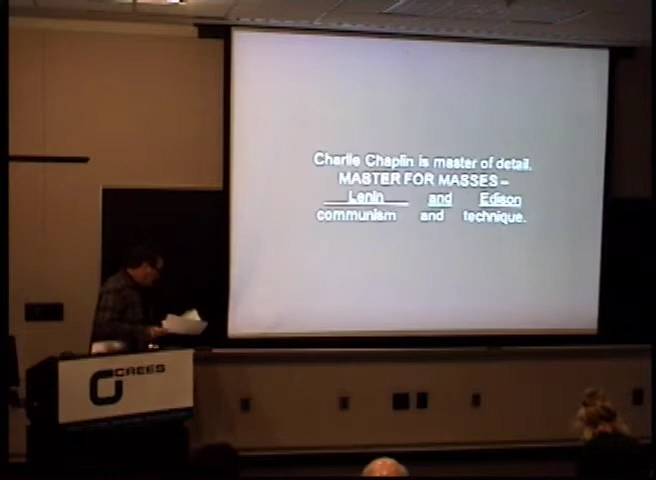 Charlie Chaplin is master of detail.
MASTER FOR MASSES –
Lenin and Edison
communism and technique.
CREES